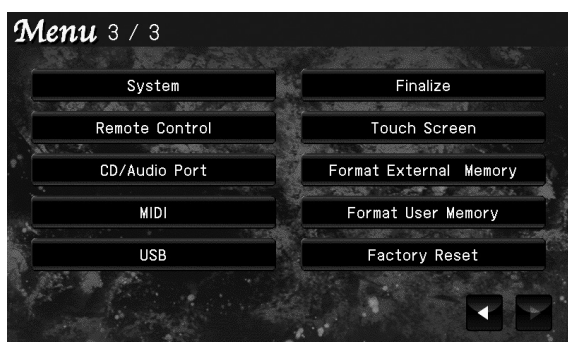 Menu 3 / 3
System
Remote Control
CD/Audio Port
MIDI
USB
Finalize
Touch Screen
Format External Memory
Format User Memory
Factory Reset